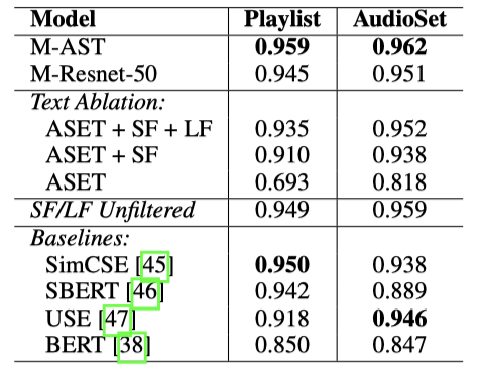 Model Playlist AudioSet
M-AST 0.959 0.962
M-Resnet-50 0.945 0.951
Text Ablation:
ASET + SF + LF 0.935 0.952
ASET + SF 0.910 0.938
ASET 0.693 0.818
SF/LF Unfiltered 0.949 0.959
Baselines:
SimCSE [45] 0.950 0.938
SBERT [46] 0.942 0.889
USE [47] 0.918 0.946
BERT [38] 0.850 0.847